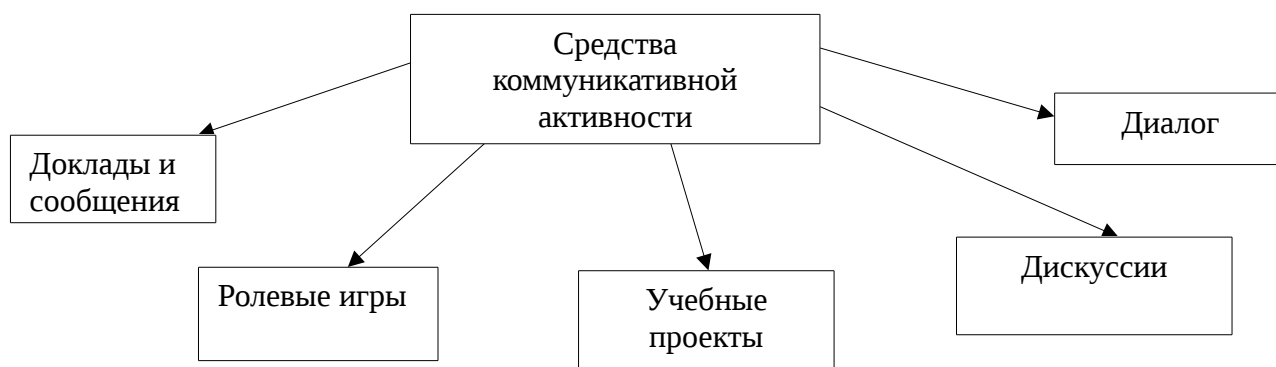 Средства
коммуникативной
активности
Диалог
Доклады и
сообщения
Дискуссии
Ролевые игры
Учебные
проекты